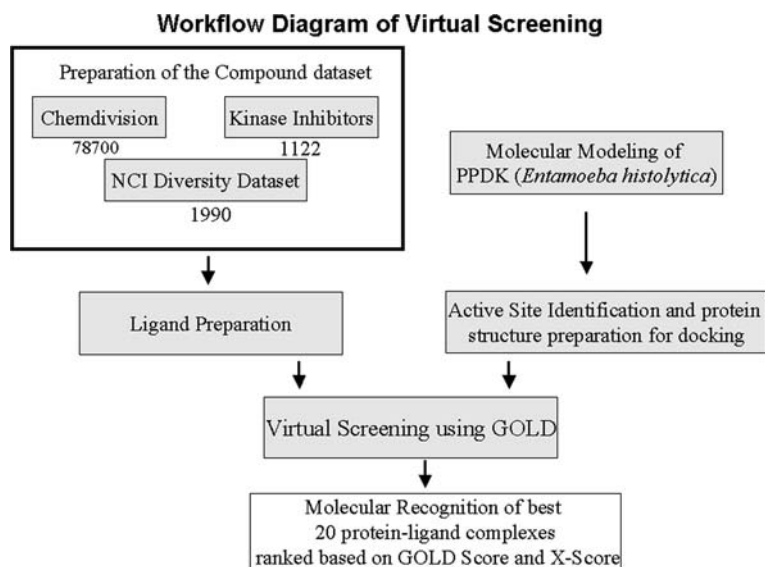 Workflow Diagram of Virtual Screening
Preparation of the Compound dataset
Chemdivision
78700
Kinase Inhibitors
1122
NCI Diversity Dataset
1990
Molecular Modeling of
PPDK (Entamoeba histolytica)
Ligand Preparation
Active Site Identification and protein
structure preparation for docking
Virtual Screening using GOLD
Molecular Recognition of best
20 protein-ligand complexes
ranked based on GOLD Score and X-Score